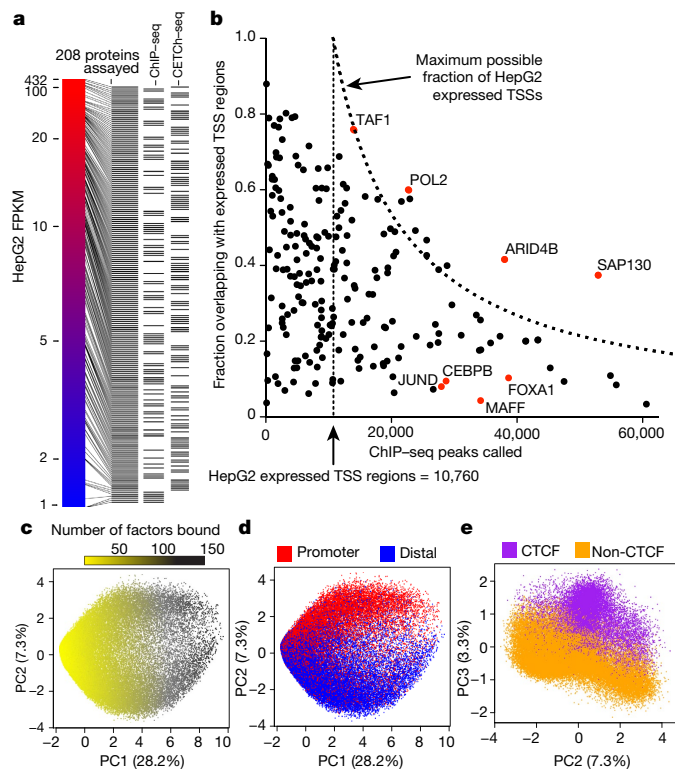 a
208 proteins
assayed
ChIP–seq
CETCh–seq
432
100
20
10
5
2
1
HepG2 FPKM
b
1.0
0.8
0.6
0.4
0.2
0
Fraction overlapping with expressed TSS regions
Maximum possible
fraction of HepG2
expressed TSSs
TAF1
POL2
ARID4B
SAP130
JUND
CEBPB
FOXA1
MAFF
0
20,000
40,000
60,000
ChIP–seq peaks called
HepG2 expressed TSS regions = 10,760
c
Number of factors bound
50
100
150
4
2
0
−2
−4
PC2 (7.3%)
0
2
4
6
8
10
PC1 (28.2%)
d
Promoter
Distal
4
2
0
−2
−4
PC2 (7.3%)
0
2
4
6
8
10
PC1 (28.2%)
e
CTCF
Non-CTCF
2
1
0
−1
−2
PC3 (3.3%)
−4
−2
0
2
4
PC2 (7.3%)